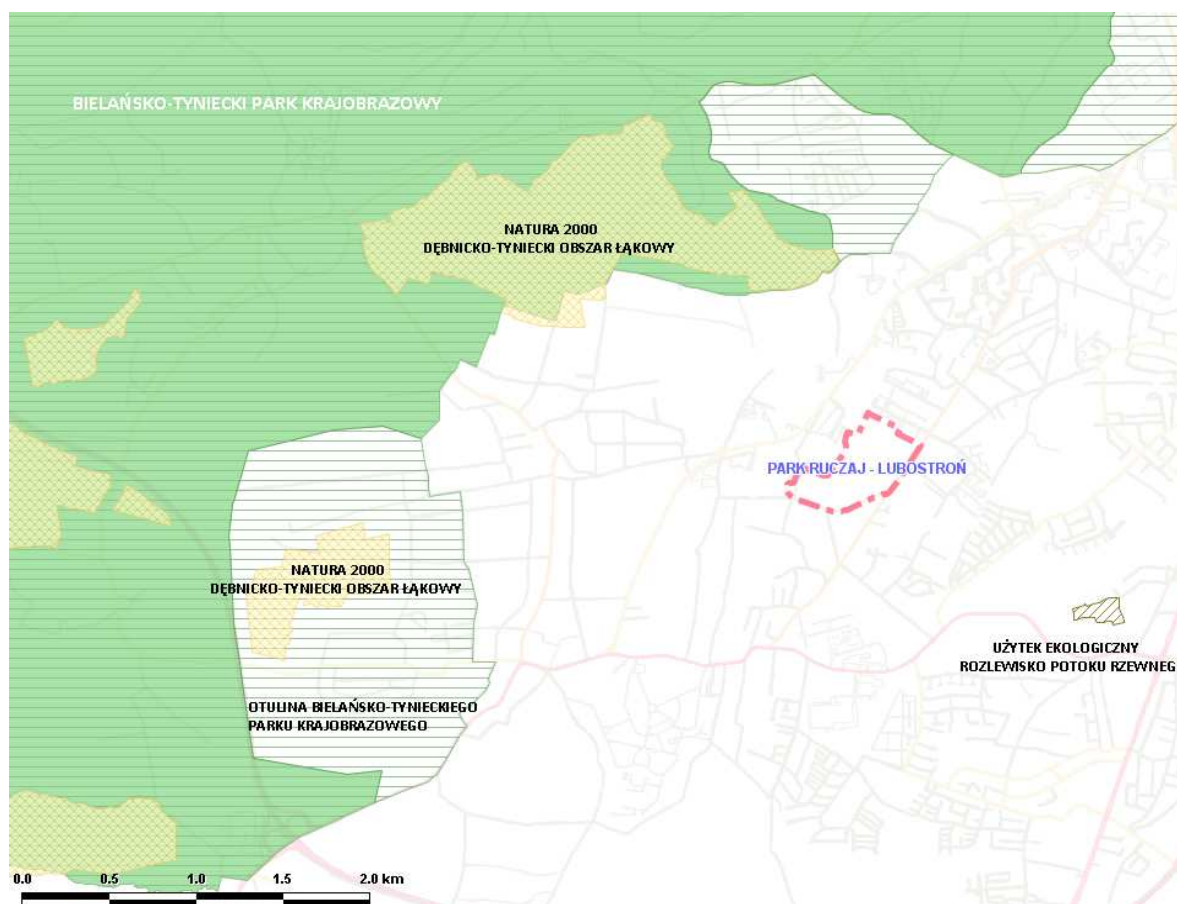 BIELAŃSKO-TYNIECKI PARK KRAJOBRAZOWY
NATURA 2000
DĘBNICKO-TYNIECKI OBSZAR ŁĄKOWY
PARK RUCZAJ - LUBOSTROŃ
NATURA 2000
DĘBNICKO-TYNIECKI OBSZAR ŁĄKOWY
UŻYTEK EKOLOGICZNY
ROZLEWISKO POTOKU RZEWNEG
OTULINA BIELAŃSKO-TYNIECKIEGO
PARKU KRAJOBRAZOWEGO
0.0 0.5 1.0 1.5 2.0 km